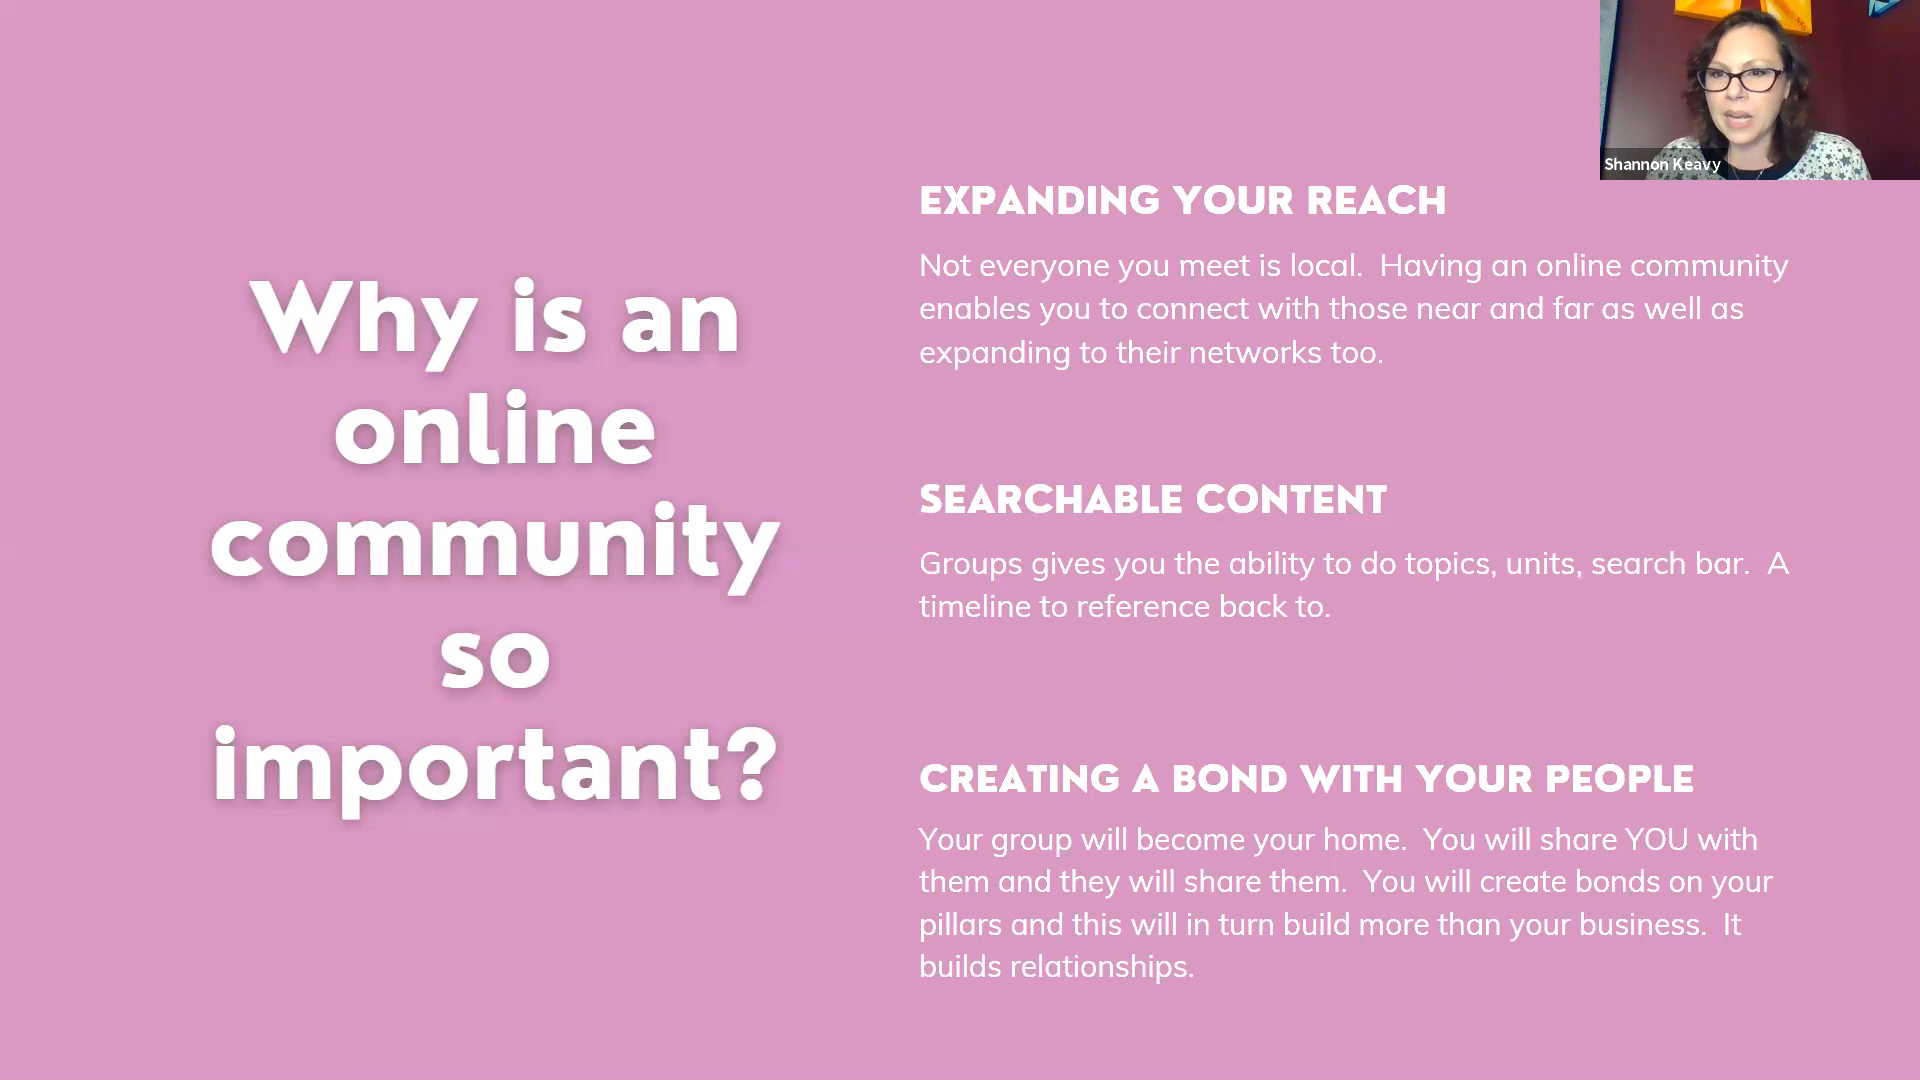 Why is an
online
community
so
important?
Shannon Keavy
EXPANDING YOUR REACH
Not everyone you meet is local.  Having an online community
enables you to connect with those near and far as well as
expanding to their networks too.
SEARCHABLE CONTENT
Groups gives you the ability to do topics, units, search bar.  A
timeline to reference back to.
CREATING A BOND WITH YOUR PEOPLE
Your group will become your home.  You will share YOU with
them and they will share them.  You will create bonds on your
pillars and this will in turn build more than your business.  It
builds relationships.